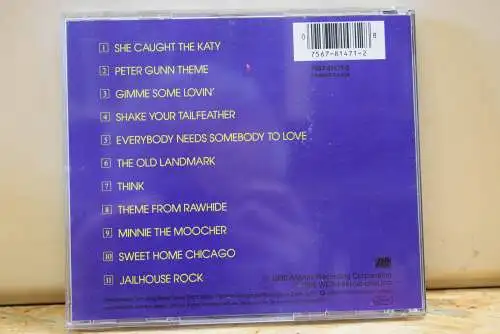 0
8
7567-81471-2
1 SHE CAUGHT THE KATY
2 PETER GUNN THEME
3 GIMME SOME LOVIN'
4 SHAKE YOUR TAILFEATHER
5 EVERYBODY NEEDS SOMEBODY TO LOVE
6 THE OLD LANDMARK
7 THINK
8 THEME FROM RAWHIDE
9 MINNIE THE MOOCHER
10 SWEET HOME CHICAGO
11 JAILHOUSE ROCK
Recording Corporation